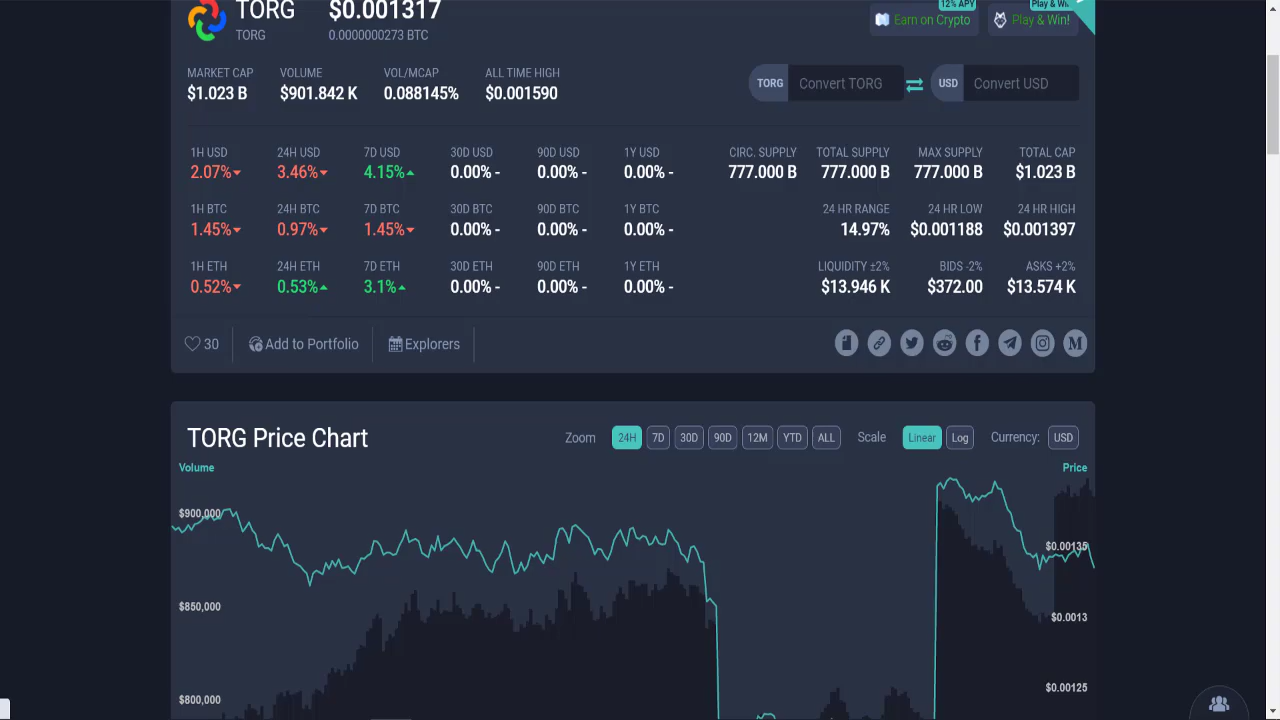 TORG $0.001317
TORG 0.0000000273 BTC
12% APY
Earn on Crypto
Play & Win!
MARKET CAP VOLUME VOL/MCAP ALL TIME HIGH
$1.023 B $901.842 K 0.088145% $0.001590
TORG Convert TORG USD Convert USD
1H USD 24H USD 7D USD 30D USD 90D USD 1Y USD CIRC. SUPPLY TOTAL SUPPLY MAX SUPPLY TOTAL CAP
2.07% 3.46% 4.15% 0.00% - 0.00% - 0.00% - 777.000 B 777.000 B 777.000 B $1.023 B
1H BTC 24H BTC 7D BTC 30D BTC 90D BTC 1Y BTC 24 HR RANGE 24 HR LOW 24 HR HIGH
1.45% 0.97% 1.45% 0.00% - 0.00% - 0.00% - 14.97% $0.001188 $0.001397
1H ETH 24H ETH 7D ETH 30D ETH 90D ETH 1Y ETH LIQUIDITY ±2% BIDS -2% ASKS +2%
0.52% 0.53% 3.1% 0.00% - 0.00% - 0.00% - $13.946 K $372.00 $13.574 K
30 Add to Portfolio Explorers
TORG Price Chart Zoom 24H 7D 30D 90D 12M YTD ALL Scale Linear Log Currency: USD
Volume Price
$900,000
$0.00135
$850,000
$0.0013
$0.00125
$800,000